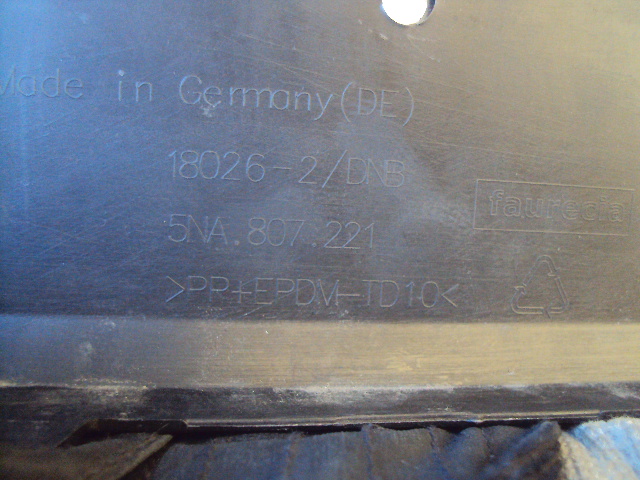 Made in Germany (DE)
18026-2/DNB
faurecia
5NA.807.221
>PP+EPDM-TD10<